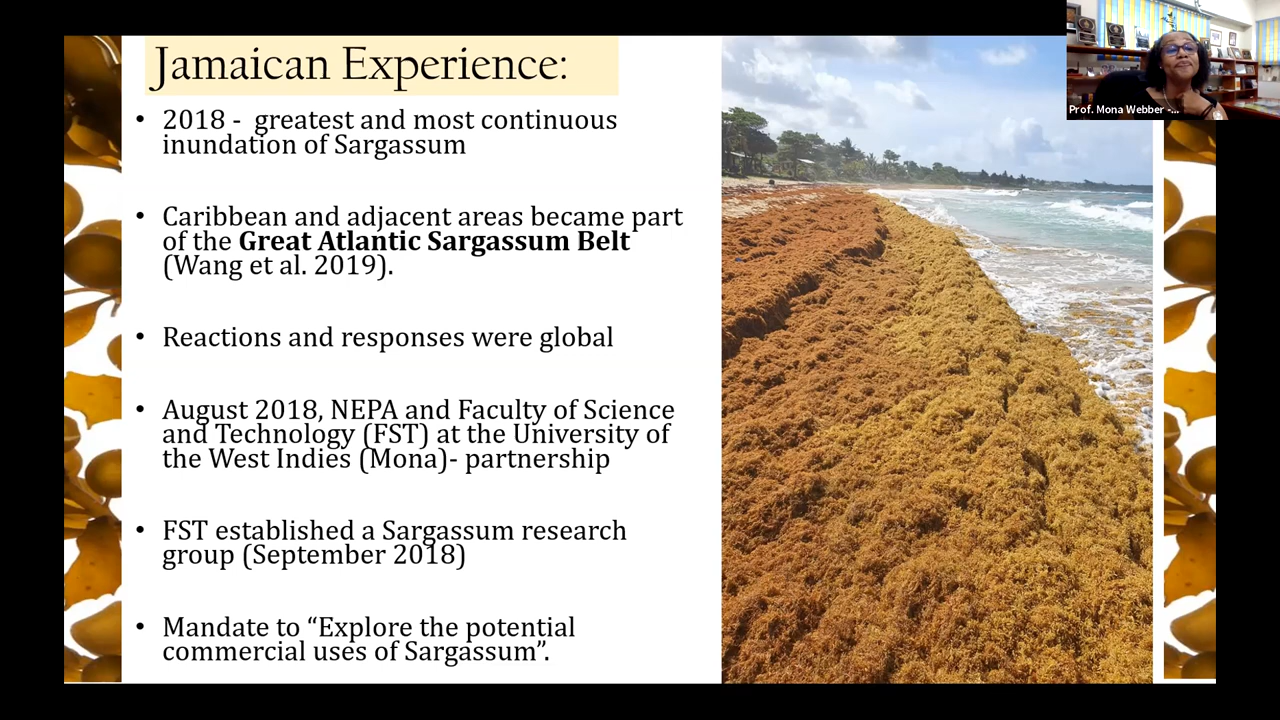 Jamaican Experience:
• 2018 - greatest and most continuous
inundation of Sargassum
• Caribbean and adjacent areas became part
of the Great Atlantic Sargassum Belt
(Wang et al. 2019).
• Reactions and responses were global
• August 2018, NEPA and Faculty of Science
and Technology (FST) at the University of
the West Indies (Mona)- partnership
• FST established a Sargassum research
group (September 2018)
• Mandate to “Explore the potential
commercial uses of Sargassum”.
Prof. Mona Webber -...